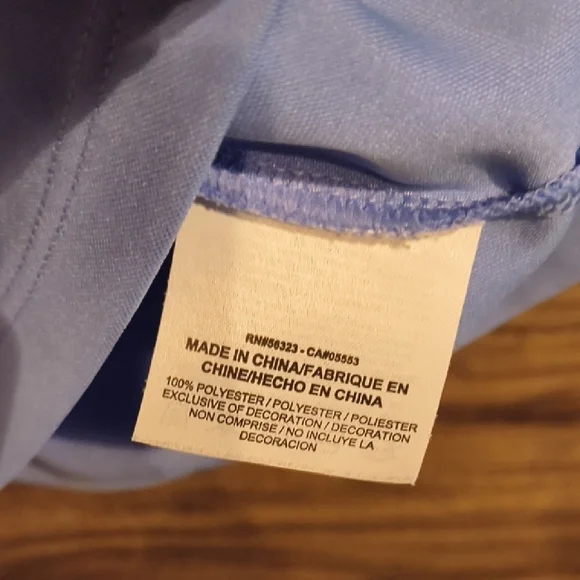 RN#56323 - CA#05553
MADE IN CHINA/FABRIQUE EN
CHINE/HECHO EN CHINA
100% POLYESTER / POLYESTER / POLIESTER
EXCLUSIVE OF DECORATION / DECORATION
NON COMPRISE / NO INCLUYE LA
DECORACION